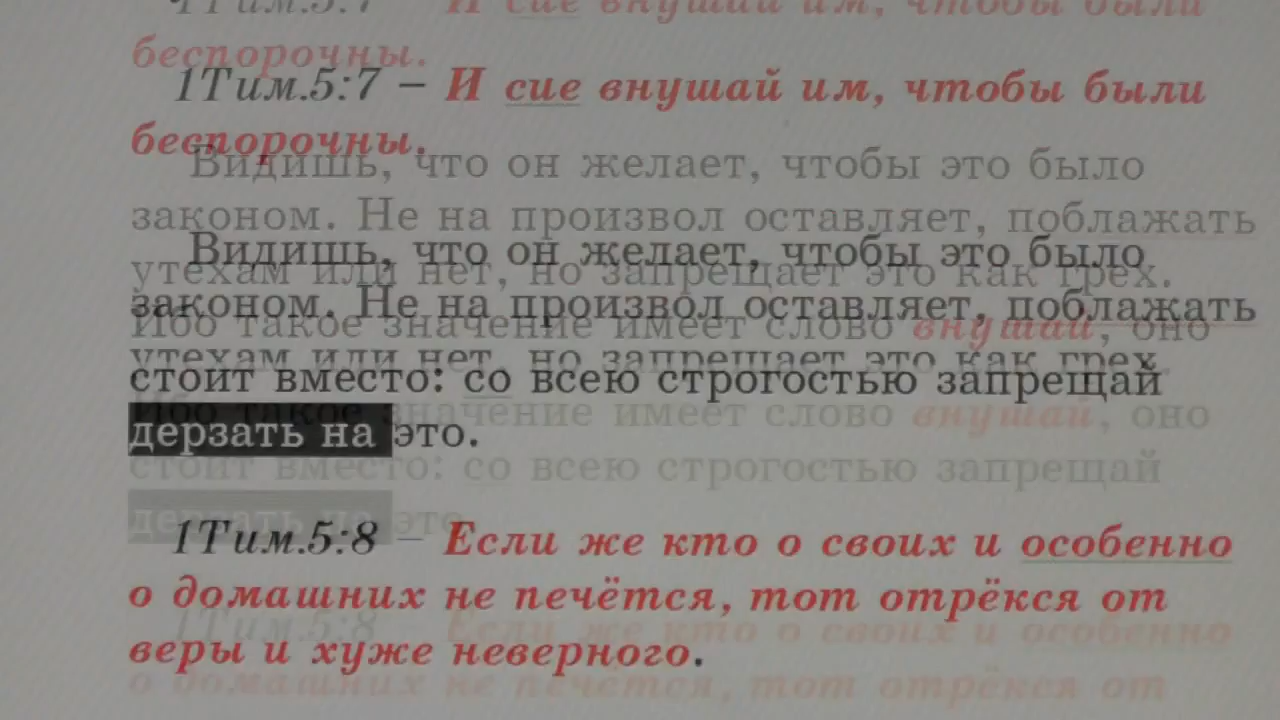 1Тим.5:7 – И сие внушай им, чтобы были
беспорочны.
Видишь, что он желает, чтобы это было
законом. Не на произвол оставляет, поблажать
утехам или нет, но запрещает это как грех.
Ибо такое значение имеет слово внушай, оно
стоит вместо: со всею строгостью запрещай
дерзать на это.
1Тим.5:8 – Если же кто о своих и особенно
о домашних не печётся, тот отрёкся от
веры и хуже неверного.